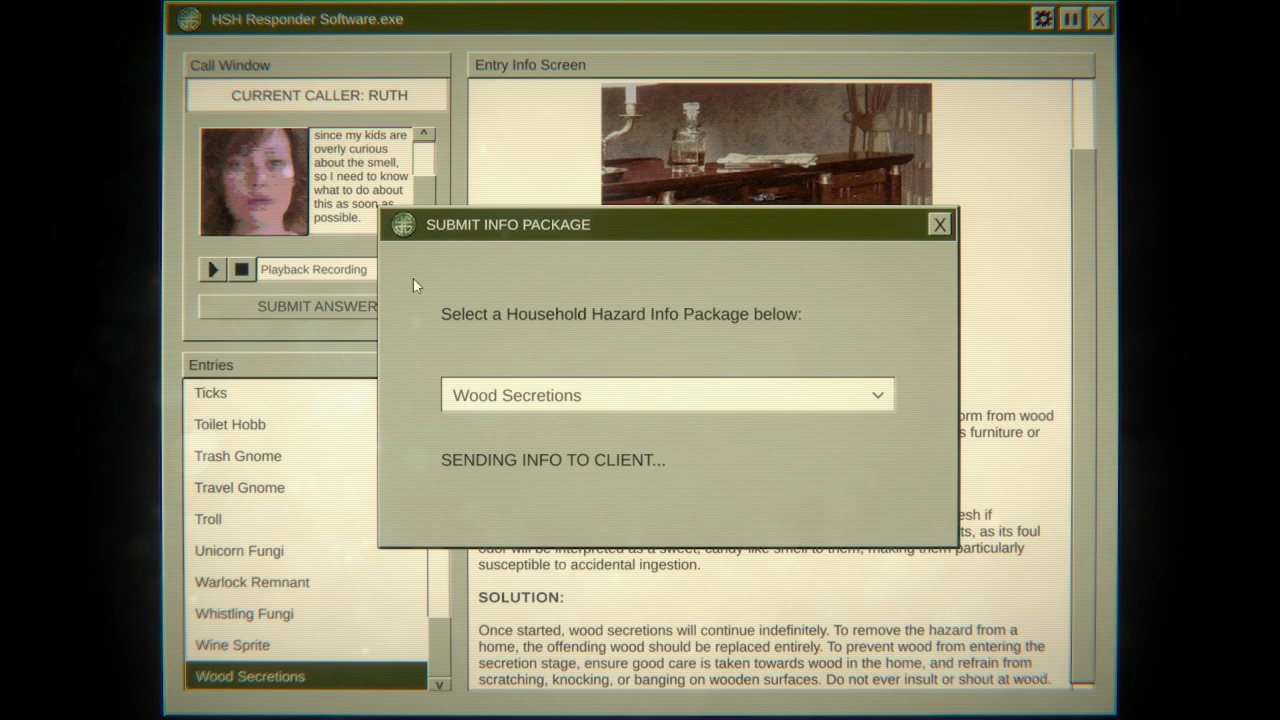 HSH Responder Software.exe
X
Call Window
CURRENT CALLER: RUTH
since my kids are
overly curious
about the smell,
so I need to know
what to do about
this as soon as
possible.
Playback Recording
SUBMIT ANSWER
Entries
Ticks
Toilet Hobb
Trash Gnome
Travel Gnome
Troll
Unicorn Fungi
Warlock Remnant
Whistling Fungi
Wine Sprite
Wood Secretions
Entry Info Screen
SUBMIT INFO PACKAGE
X
Select a Household Hazard Info Package below:
Wood Secretions
SENDING INFO TO CLIENT...
from wood
furniture or
if
as its foul
odor will be interpreted as a sweet, candy-like smell to them, making them particularly
susceptible to accidental ingestion.
SOLUTION:
Once started, wood secretions will continue indefinitely. To remove the hazard from a
home, the offending wood should be replaced entirely. To prevent wood from entering the
secretion stage, ensure good care is taken towards wood in the home, and refrain from
scratching, knocking, or banging on wooden surfaces. Do not ever insult or shout at wood.